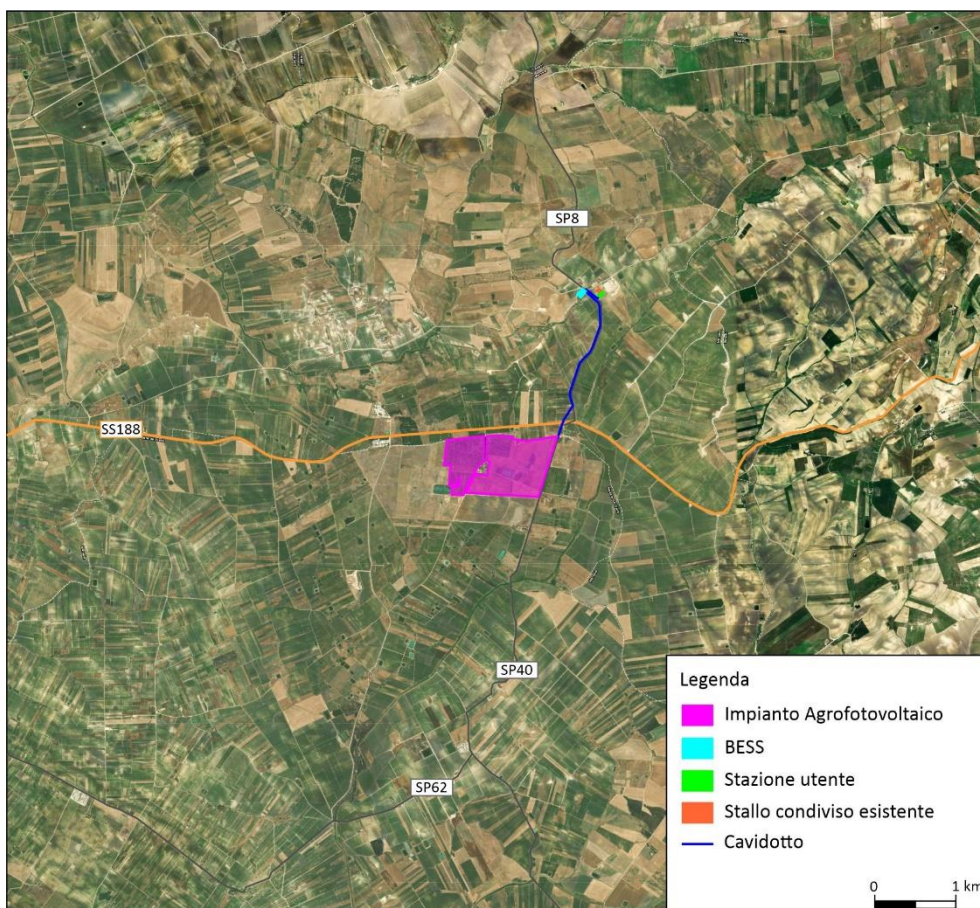 SP8
SS188
SP40
SP62
Legenda
Impianto Agrofotovoltaico
BESS
Stazione utente
Stallo condiviso esistente
Cavidotto
0 1 km